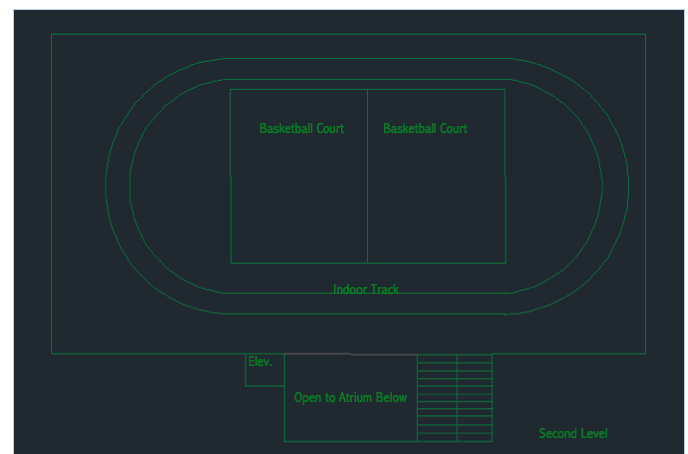 Basketball Court
Basketball Court
Indoor Track
Elev.
Open to Atrium Below
Second Level